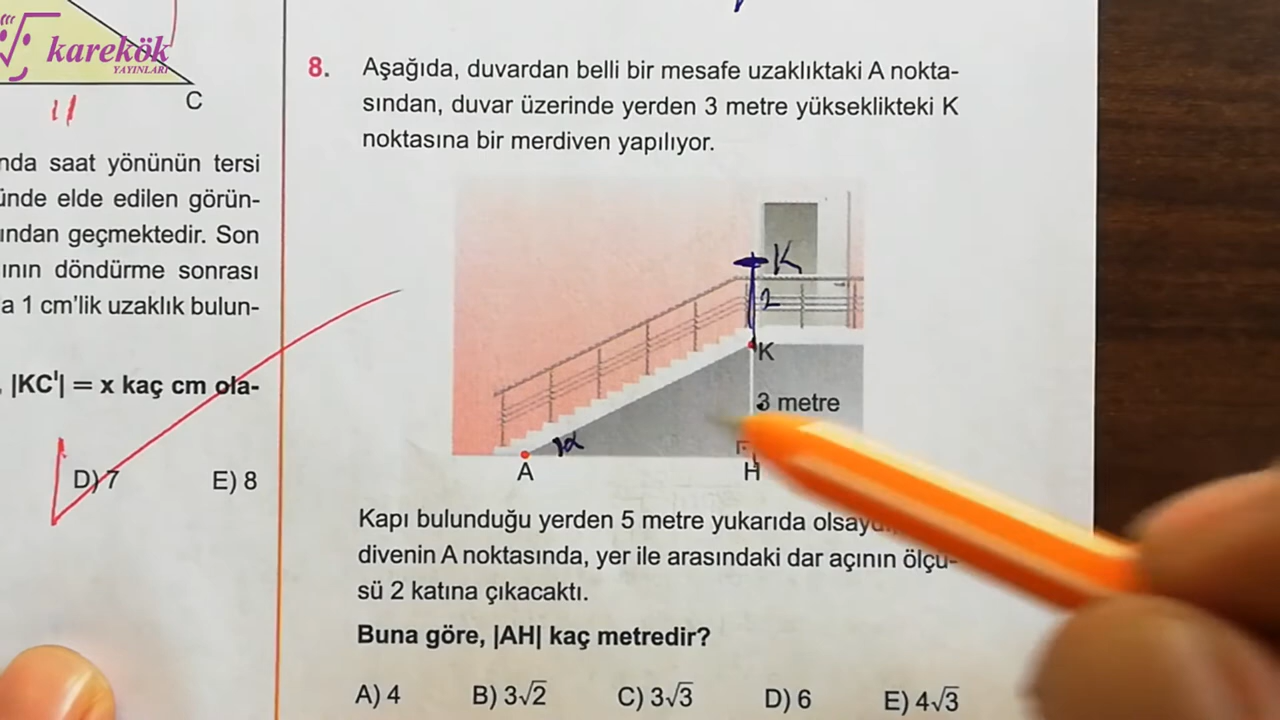 karekök
YAYINLARI
C
11
nda saat yönünün tersi
ünde elde edilen görün-
ından geçmektedir. Son
ının döndürme sonrası
a 1 cm'lik uzaklık bulun-
, |KC'| = x kaç cm ola-
D) 7 E) 8
8. Aşağıda, duvardan belli bir mesafe uzaklıktaki A nokta-
sından, duvar üzerinde yerden 3 metre yükseklikteki K
noktasına bir merdiven yapılıyor.
K
2
K
3 metre
α
A H
Kapı bulunduğu yerden 5 metre yukarıda
divenin A noktasında, yer ile arasındaki dar açının ölçü-
sü 2 katına çıkacaktı.
Buna göre, |AH| kaç metredir?
A) 4 B) 3√2 C) 3√3 D) 6 E) 4√3